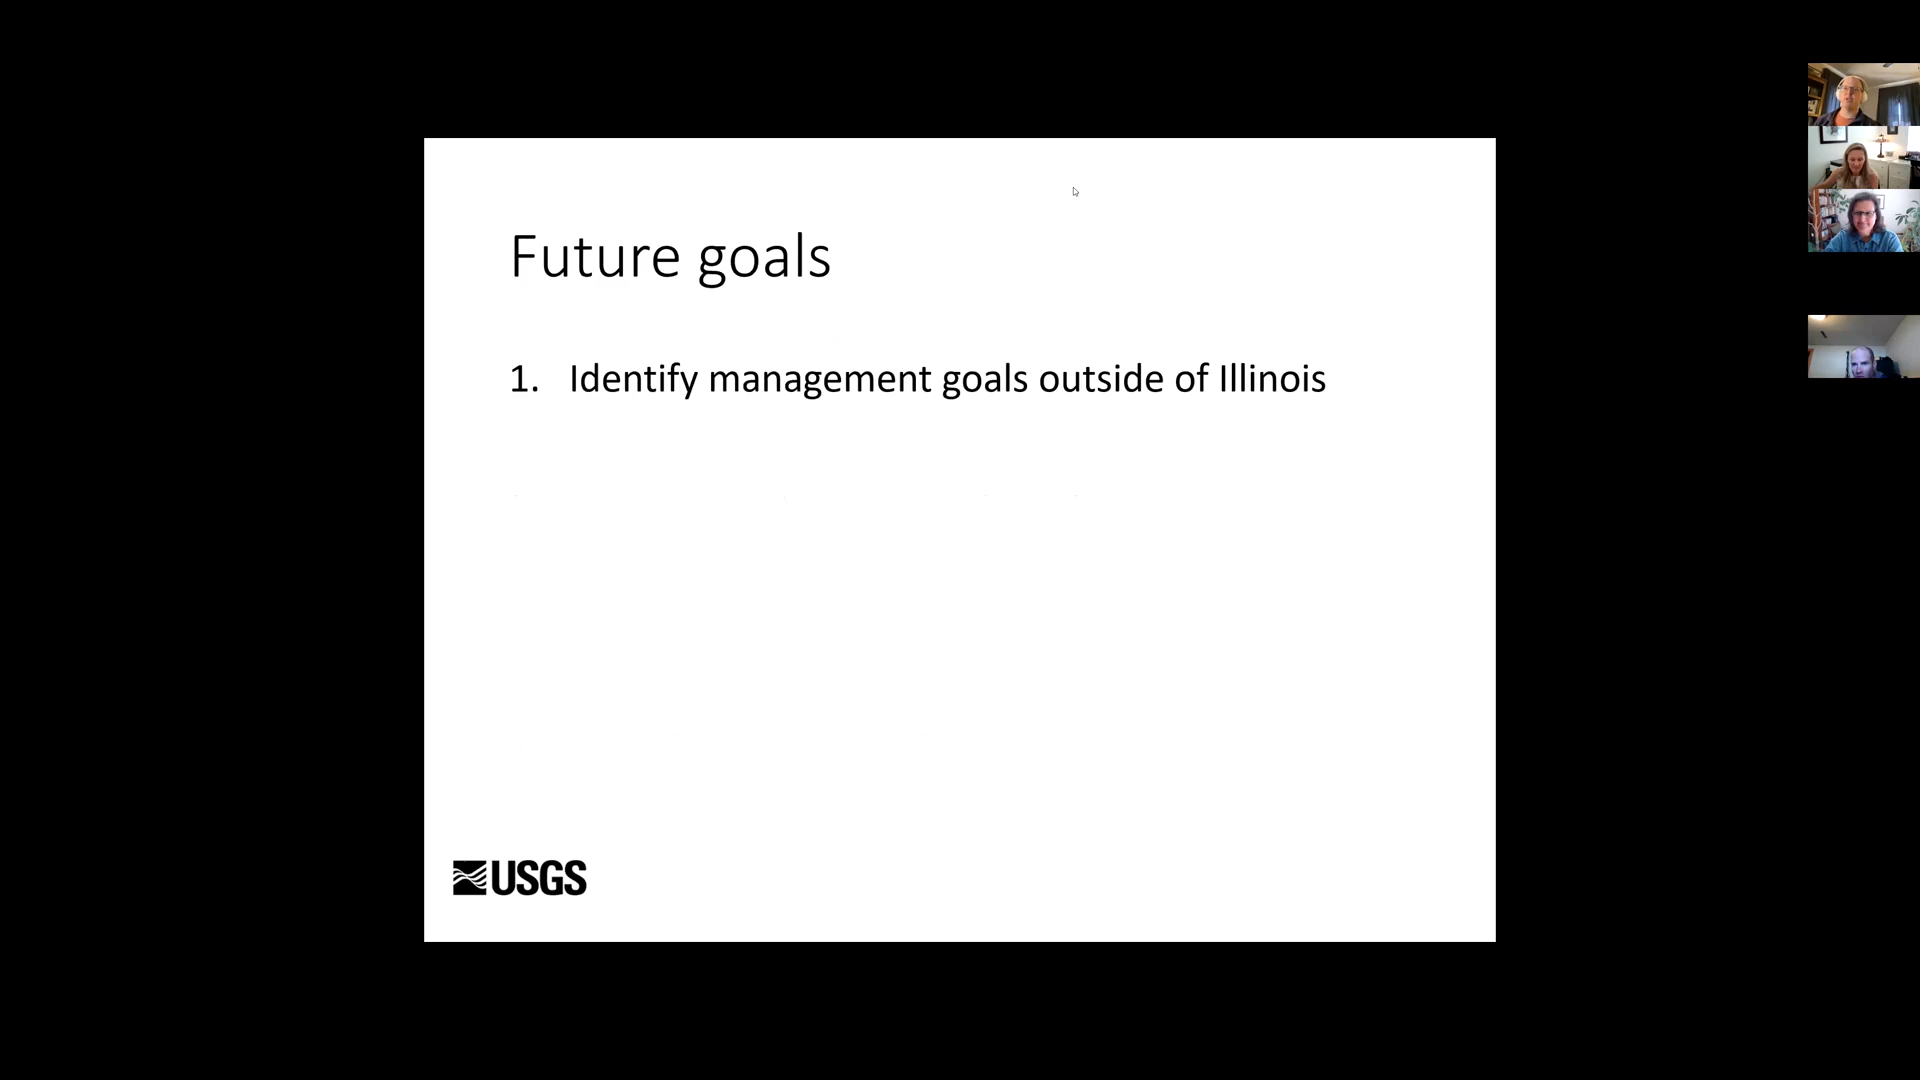 Future goals
1. Identify management goals outside of Illinois
USGS